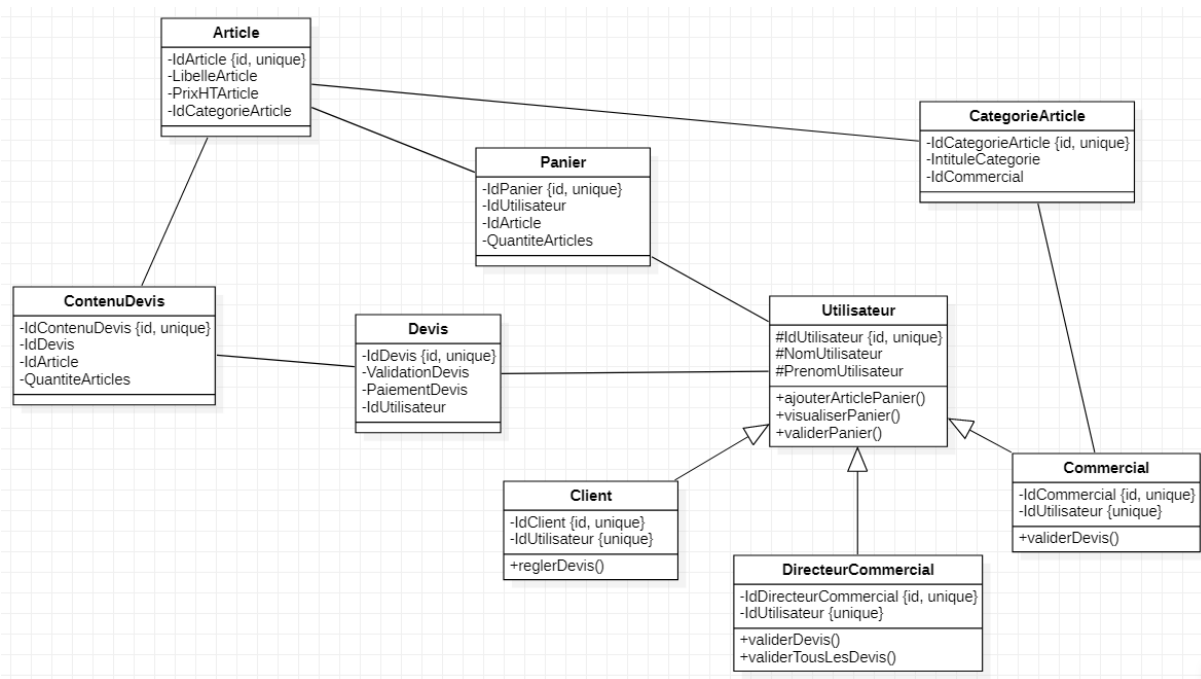 Article
-IdArticle {id, unique}
-LibelleArticle
-PrixHTArticle
-IdCategorieArticle
CategorieArticle
-IdCategorieArticle {id, unique}
-IntituleCategorie
-IdCommercial
Panier
-IdPanier {id, unique}
-IdUtilisateur
-IdArticle
-QuantiteArticles
ContenuDevis
-IdContenuDevis {id, unique}
-IdDevis
-IdArticle
-QuantiteArticles
Devis
-IdDevis {id, unique}
-ValidationDevis
-PaiementDevis
-IdUtilisateur
Utilisateur
#IdUtilisateur {id, unique}
#NomUtilisateur
#PrenomUtilisateur
+ajouterArticlePanier()
+visualiserPanier()
+validerPanier()
Client
-IdClient {id, unique}
-IdUtilisateur {unique}
+reglerDevis()
Commercial
-IdCommercial {id, unique}
-IdUtilisateur {unique}
+validerDevis()
DirecteurCommercial
-IdDirecteurCommercial {id, unique}
-IdUtilisateur {unique}
+validerDevis()
+validerTousLesDevis()